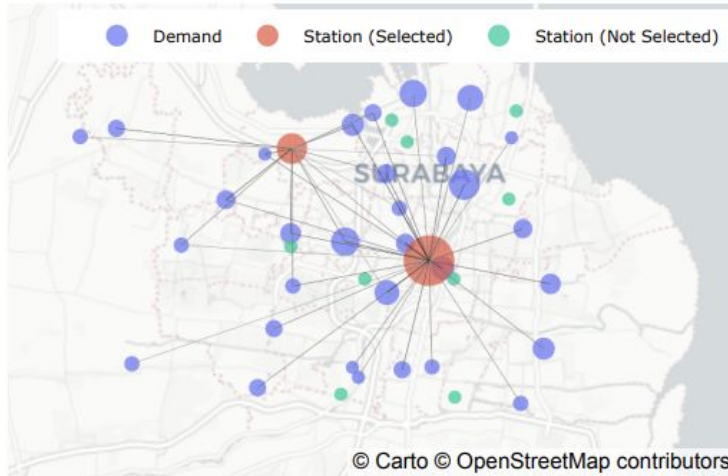 Demand Station (Selected) Station (Not Selected)
SURABAYA
© Carto © OpenStreetMap contributors